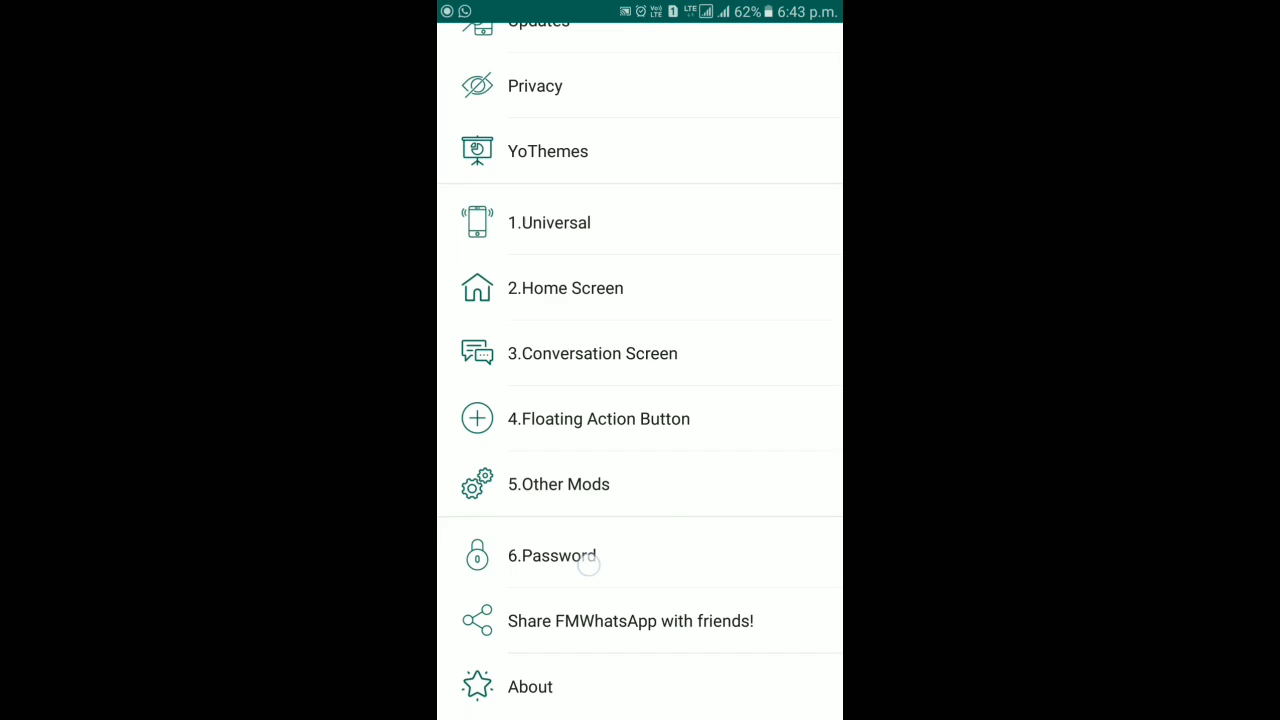 62% 6:43 p.m.
Updates
Privacy
YoThemes
1.Universal
2.Home Screen
3.Conversation Screen
4.Floating Action Button
5.Other Mods
6.Password
Share FMWhatsApp with friends!
About